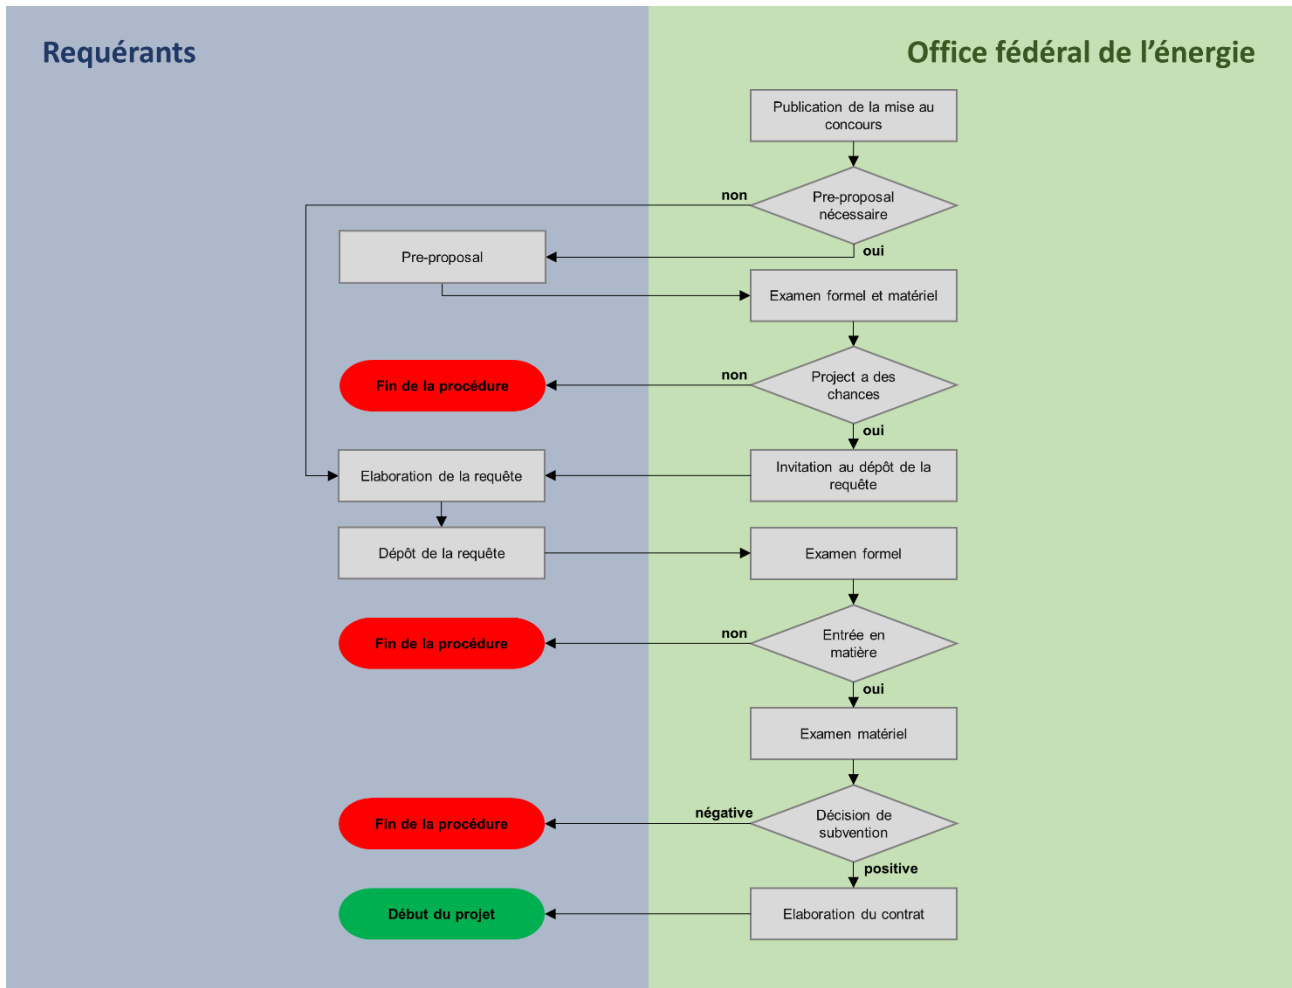 Requérants
Office fédéral de l’énergie
Publication de la mise au
concours
non
Pre-proposal
nécessaire
oui
Pre-proposal
Examen formel et matériel
Fin de la procédure
non
Project a des
chances
oui
Elaboration de la requête
Invitation au dépôt de la
requête
Dépôt de la requête
Examen formel
Fin de la procédure
non
Entrée en
matière
oui
Examen matériel
Fin de la procédure
négative
Décision de
subvention
positive
Début du projet
Elaboration du contrat